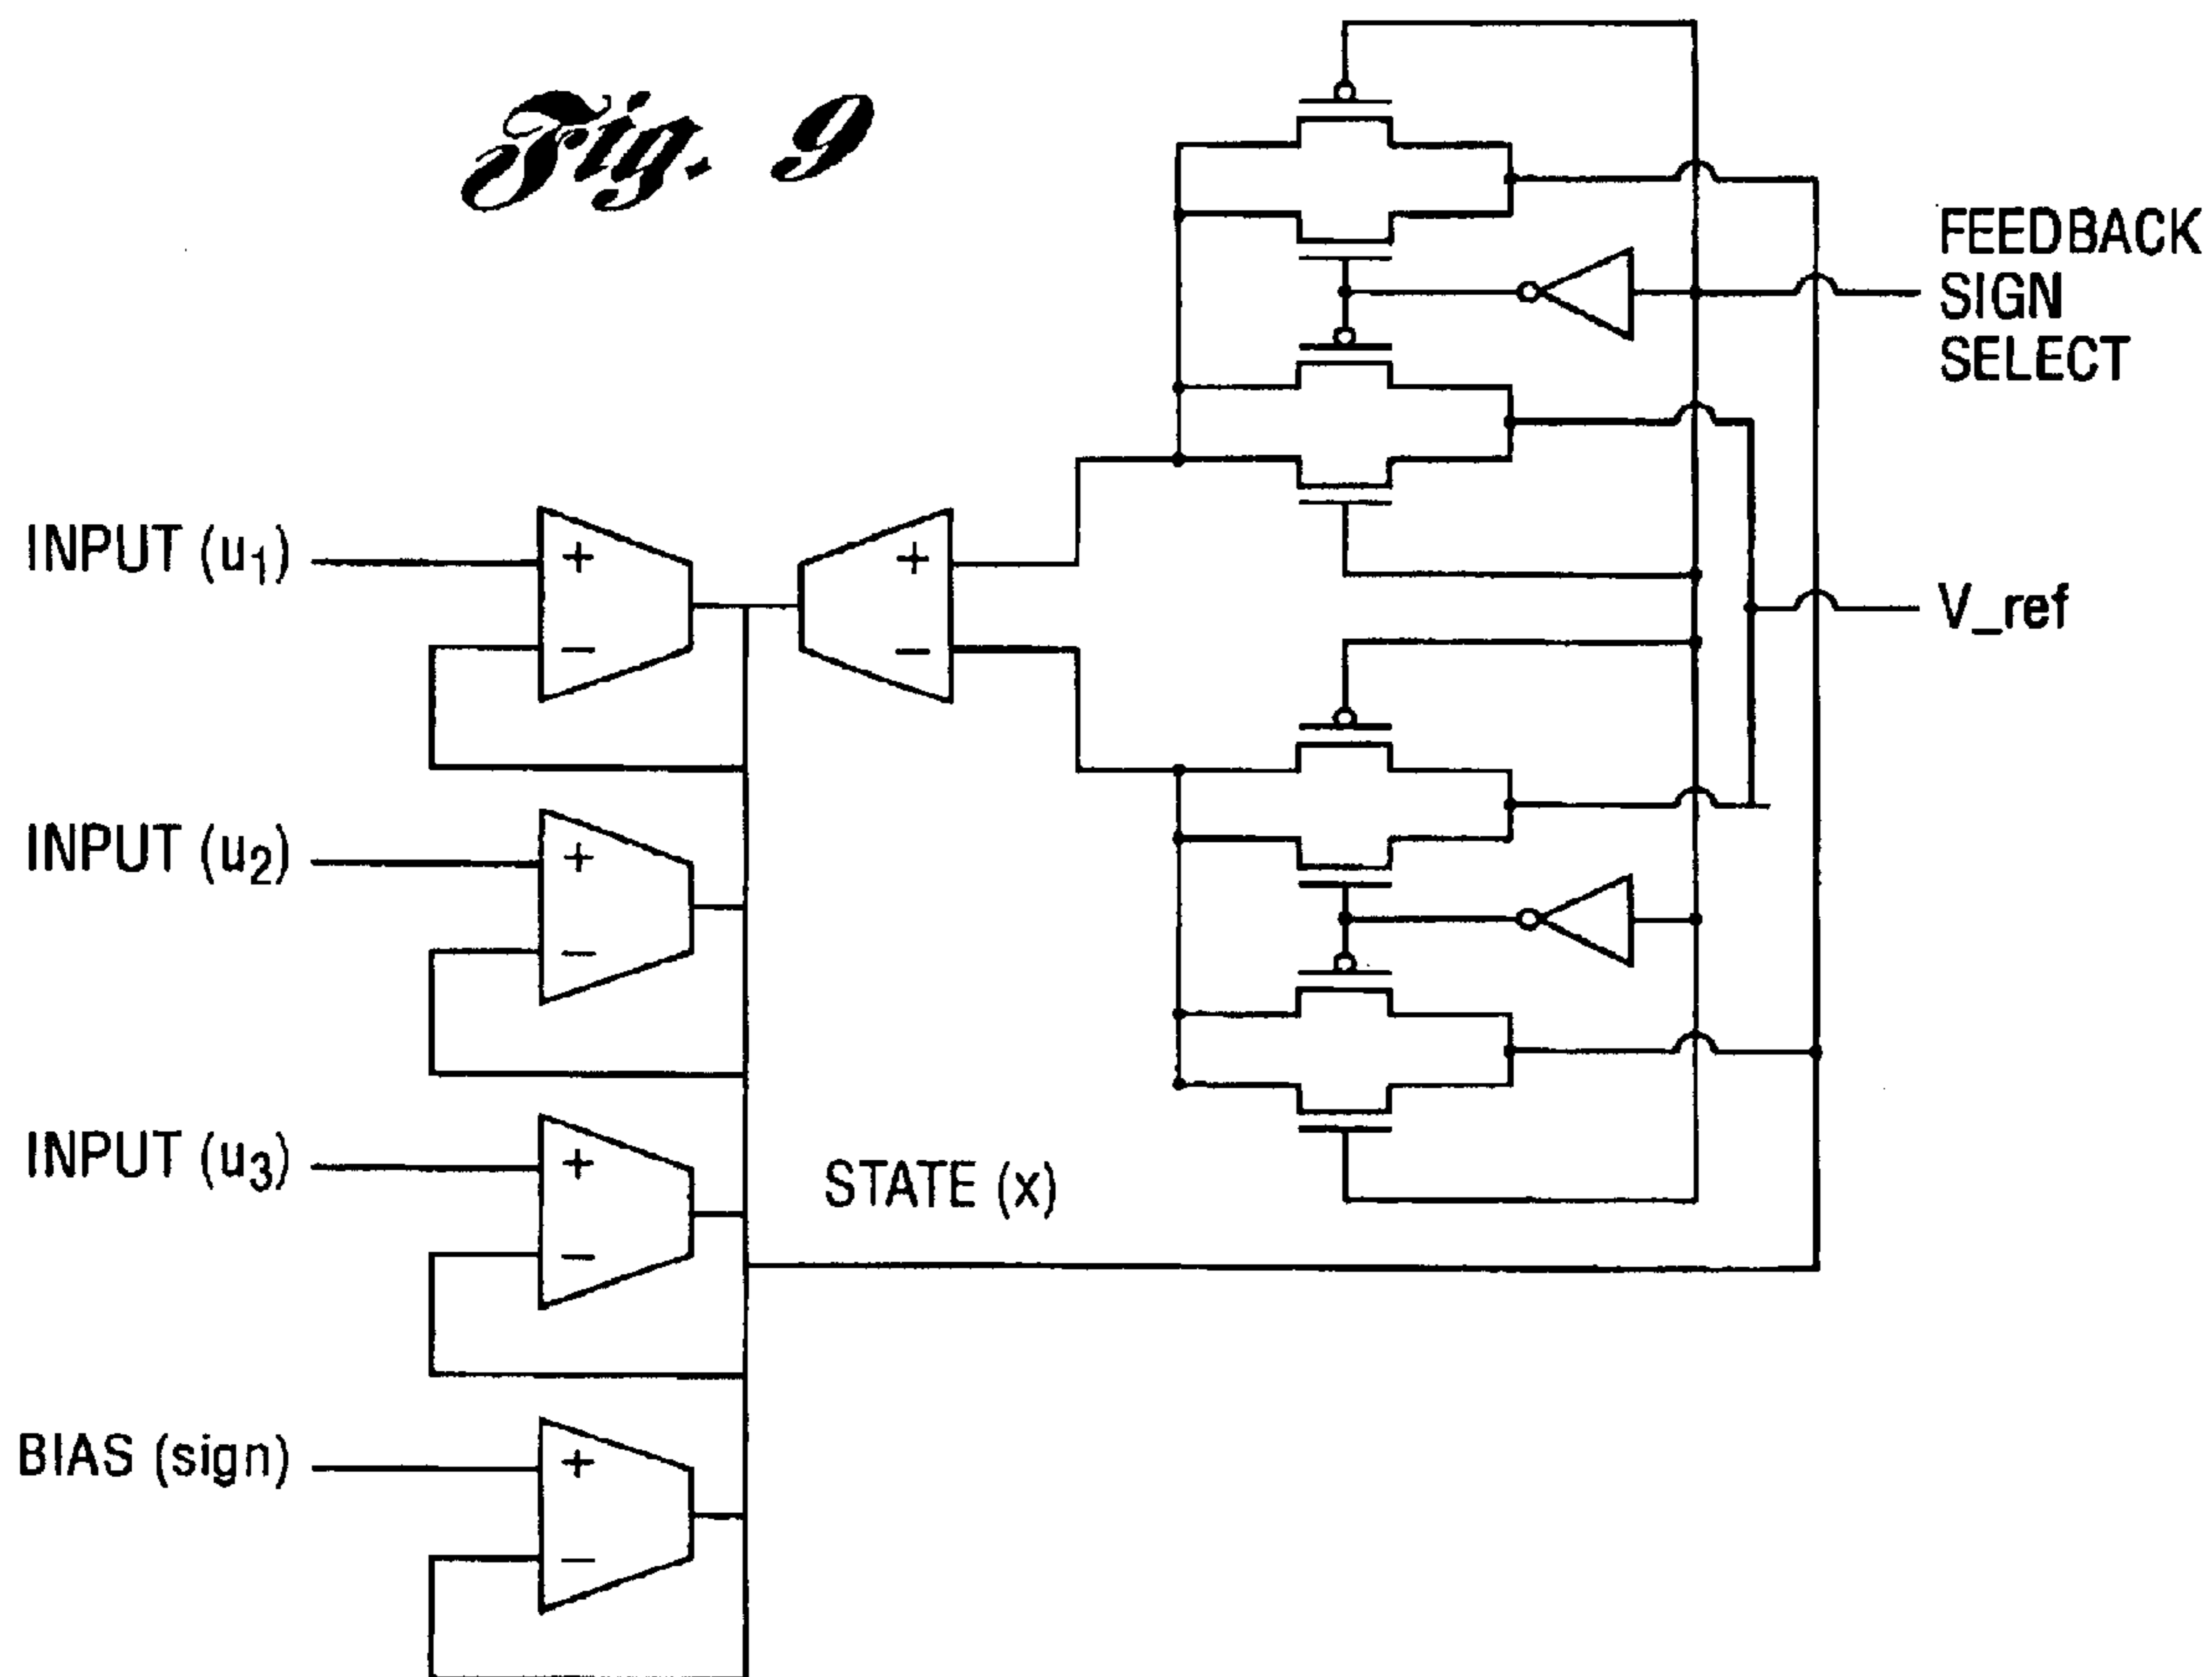 Fig. 9
FEEDBACK
SIGN
SELECT
INPUT (u₁)
+
−
+
−
V_ref
INPUT (u₂)
+
−
INPUT (u₃)
+
−
STATE (x)
BIAS (sign)
+
−